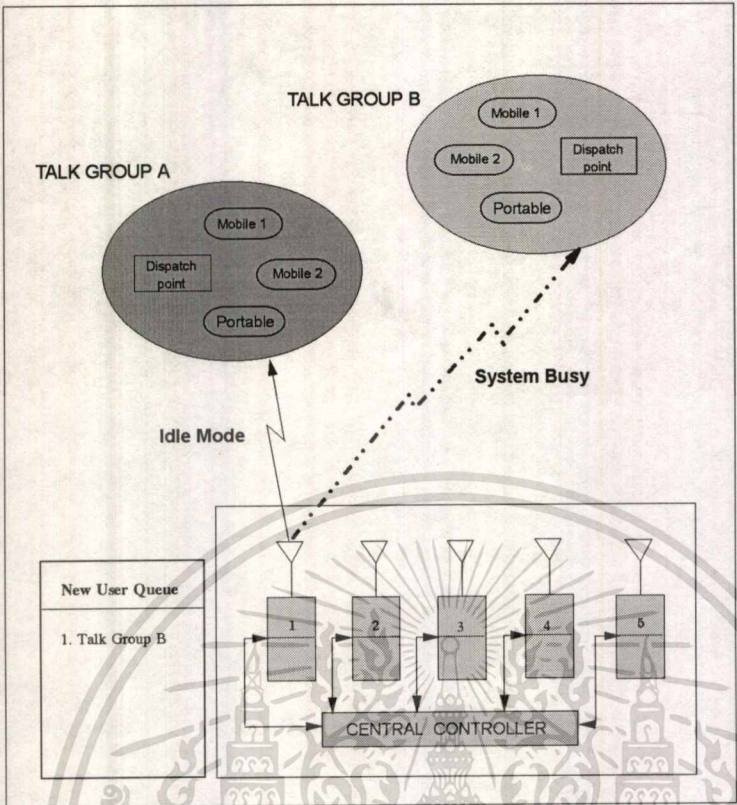 TALK GROUP B
Mobile 1
Mobile 2
Dispatch
point
Portable
TALK GROUP A
Mobile 1
Dispatch
point
Mobile 2
Portable
System Busy
Idle Mode
New User Queue
1. Talk Group B
1
2
3
4
5
CENTRAL CONTROLLER